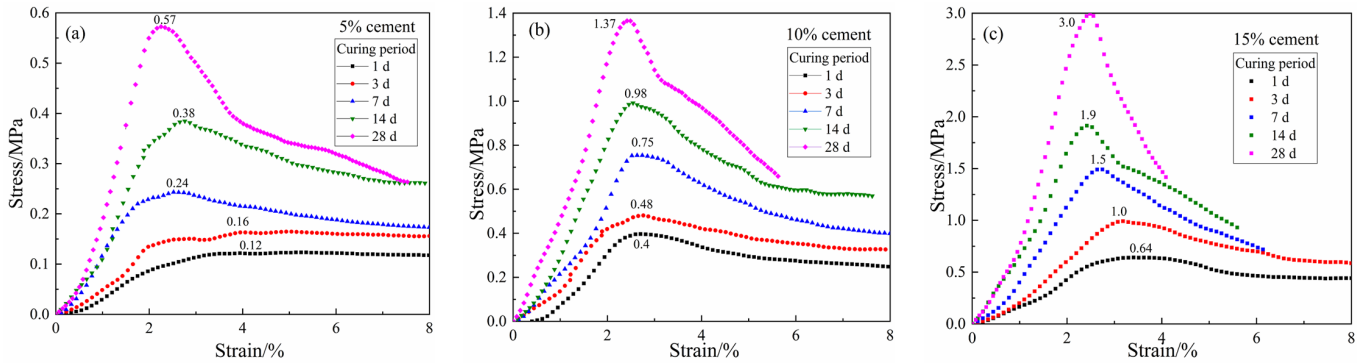 (a)
5% cement
Curing period
1 d
3 d
7 d
14 d
28 d
0.57
0.38
0.24
0.16
0.12
0.6
0.5
0.4
0.3
0.2
0.1
0.0
Stress/MPa
0
2
4
6
8
Strain/%
(b)
10% cement
Curing period
1 d
3 d
7 d
14 d
28 d
1.37
0.98
0.75
0.48
0.4
1.4
1.2
1.0
0.8
0.6
0.4
0.2
0.0
Stress/MPa
0
2
4
6
8
Strain/%
(c)
15% cement
Curing period
1 d
3 d
7 d
14 d
28 d
3.0
1.9
1.5
1.0
0.64
3.0
2.5
2.0
1.5
1.0
0.5
0.0
Stress/MPa
0
2
4
6
8
Strain/%